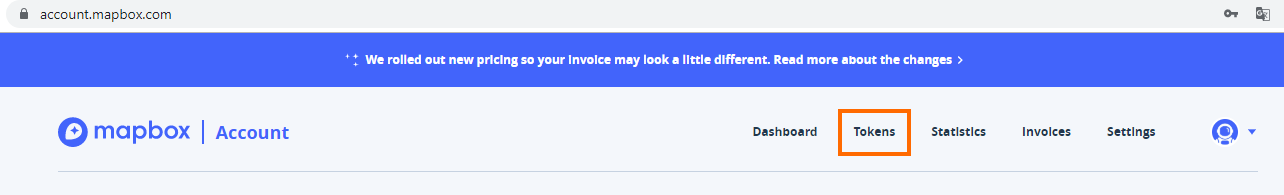 account.mapbox.com
We rolled out new pricing so your invoice may look a little different. Read more about the changes
mapbox | Account
Dashboard Tokens Statistics Invoices Settings